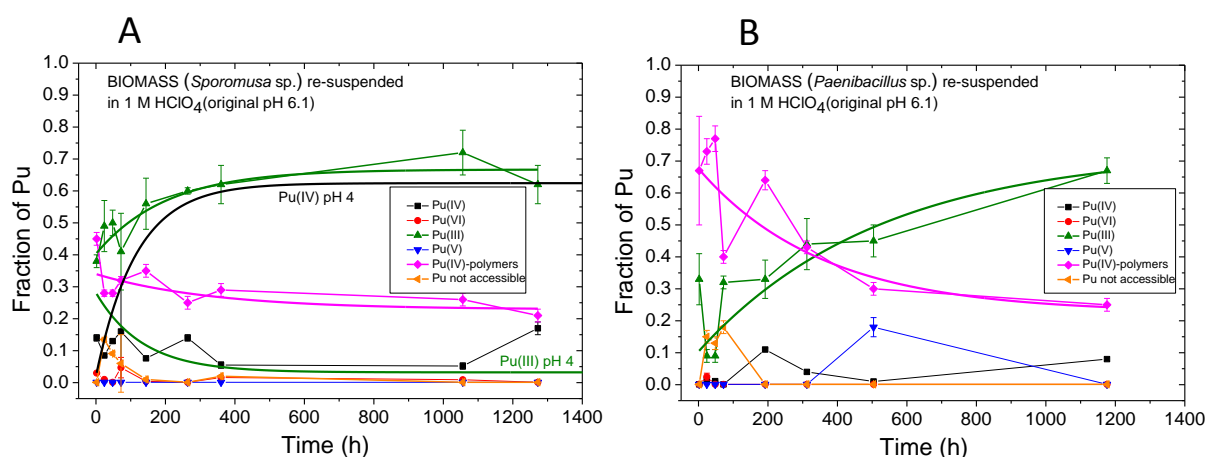 A
BIOMASS (Sporomusa sp.) re-suspended
in 1 M HClO4(original pH 6.1)
Pu(IV) pH 4
Pu(IV)
Pu(VI)
Pu(III)
Pu(V)
Pu(IV)-polymers
Pu not accessible
Pu(III) pH 4
Fraction of Pu
1.0
0.9
0.8
0.7
0.6
0.5
0.4
0.3
0.2
0.1
0.0
0 200 400 600 800 1000 1200 1400
Time (h)
B
BIOMASS (Paenibacillus sp.) re-suspended
in 1 M HClO4(original pH 6.1)
Pu(IV)
Pu(VI)
Pu(III)
Pu(V)
Pu(IV)-polymers
Pu not accessible
Fraction of Pu
1.0
0.9
0.8
0.7
0.6
0.5
0.4
0.3
0.2
0.1
0.0
0 200 400 600 800 1000 1200 1400
Time (h)